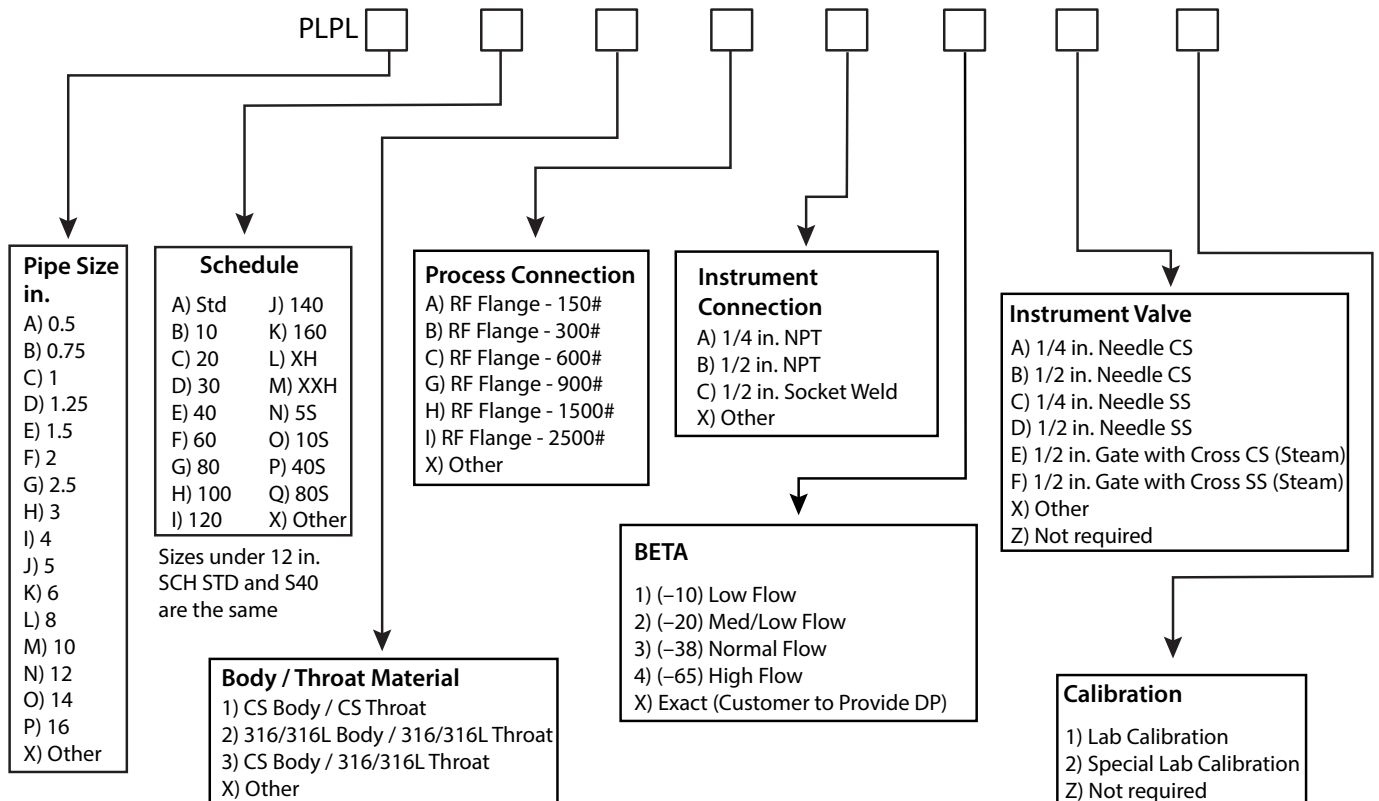 PLPL
Pipe Size
in.
A) 0.5
B) 0.75
C) 1
D) 1.25
E) 1.5
F) 2
G) 2.5
H) 3
I) 4
J) 5
K) 6
L) 8
M) 10
N) 12
O) 14
P) 16
X) Other
Schedule
A) Std J) 140
B) 10 K) 160
C) 20 L) XH
D) 30 M) XXH
E) 40 N) 5S
F) 60 O) 10S
G) 80 P) 40S
H) 100 Q) 80S
I) 120 X) Other
Sizes under 12 in.
SCH STD and S40
are the same
Body / Throat Material
1) CS Body / CS Throat
2) 316/316L Body / 316/316L Throat
3) CS Body / 316/316L Throat
X) Other
Process Connection
A) RF Flange - 150#
B) RF Flange - 300#
C) RF Flange - 600#
G) RF Flange - 900#
H) RF Flange - 1500#
I) RF Flange - 2500#
X) Other
Instrument
Connection
A) 1/4 in. NPT
B) 1/2 in. NPT
C) 1/2 in. Socket Weld
X) Other
BETA
1) (–10) Low Flow
2) (–20) Med/Low Flow
3) (–38) Normal Flow
4) (–65) High Flow
X) Exact (Customer to Provide DP)
Instrument Valve
A) 1/4 in. Needle CS
B) 1/2 in. Needle CS
C) 1/4 in. Needle SS
D) 1/2 in. Needle SS
E) 1/2 in. Gate with Cross CS (Steam)
F) 1/2 in. Gate with Cross SS (Steam)
X) Other
Z) Not required
Calibration
1) Lab Calibration
2) Special Lab Calibration
Z) Not required